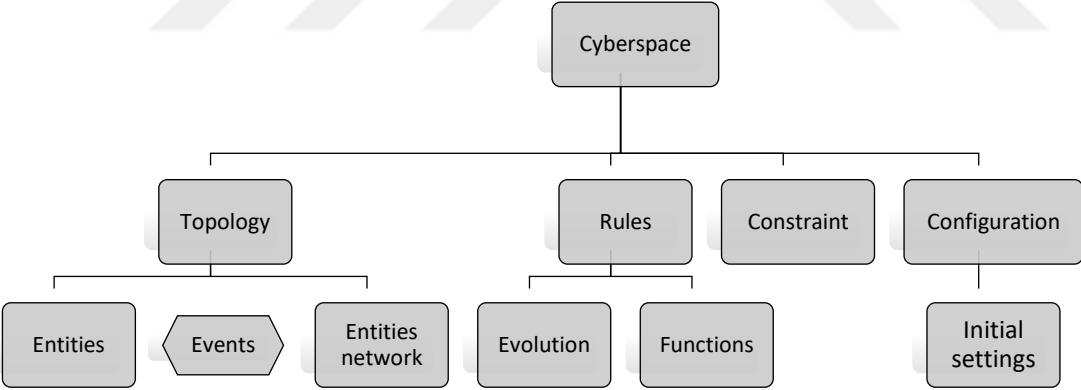 Cyberspace
Topology
Rules
Constraint
Configuration
Entities
Events
Entities
network
Evolution
Functions
Initial
settings